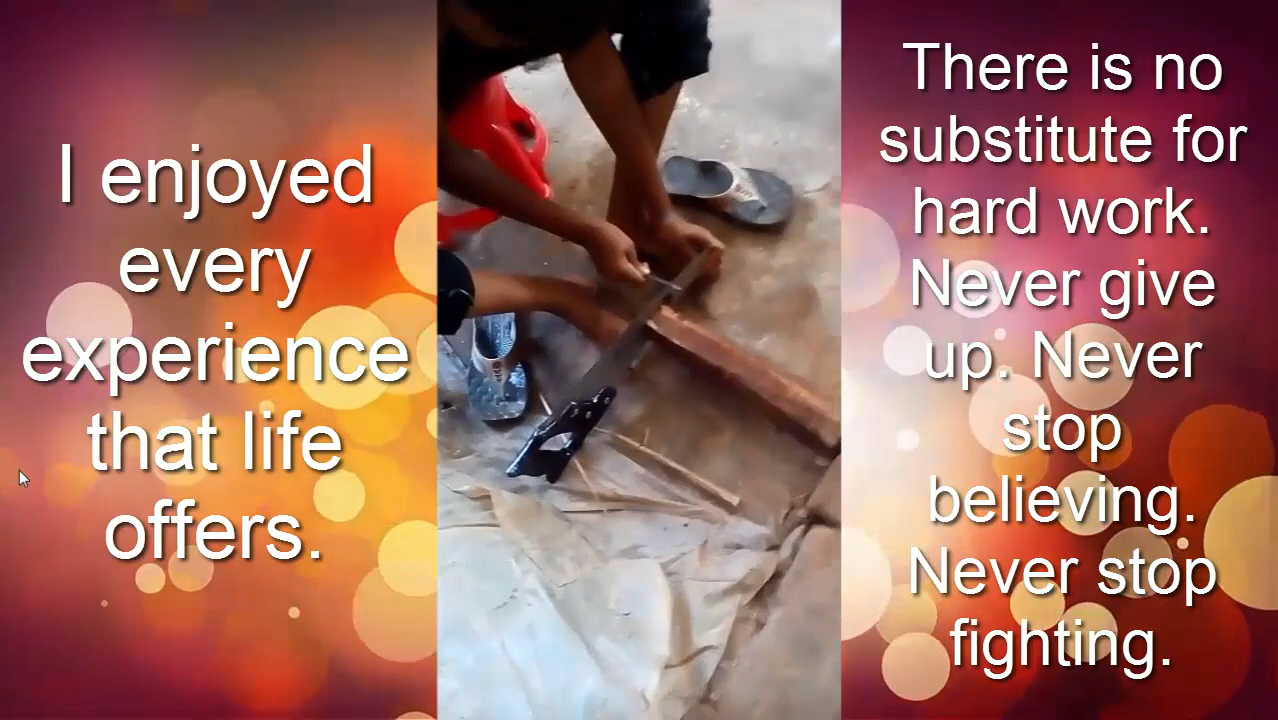 I enjoyed
every
experience
that life
offers.
There is no
substitute for
hard work.
Never give
up. Never
stop
believing.
Never stop
fighting.